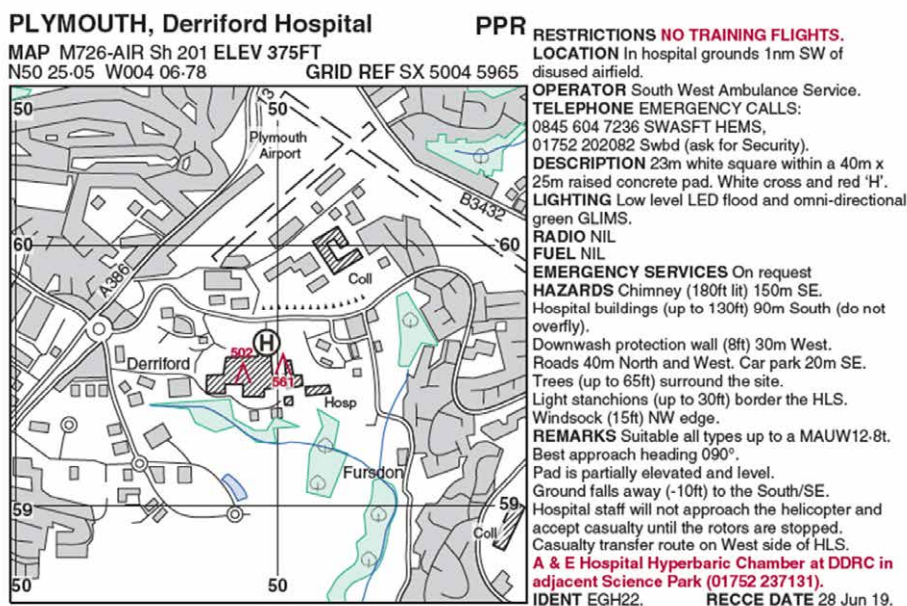 PLYMOUTH, Derriford Hospital PPR
MAP M726-AIR Sh 201 ELEV 375FT
N50 25·05 W004 06·78 GRID REF SX 5004 5965
50
50
3
Plymouth
Airport
B3432
60
60
A386
Coll
H
502
561
Derriford
Hosp
Fursdon
59
59
Coll
50
50
RESTRICTIONS NO TRAINING FLIGHTS.
LOCATION In hospital grounds 1nm SW of
disused airfield.
OPERATOR South West Ambulance Service.
TELEPHONE EMERGENCY CALLS:
0845 604 7236 SWASFT HEMS,
01752 202082 Swbd (ask for Security).
DESCRIPTION 23m white square within a 40m x
25m raised concrete pad. White cross and red ‘H’.
LIGHTING Low level LED flood and omni-directional
green GLIMS.
RADIO NIL
FUEL NIL
EMERGENCY SERVICES On request
HAZARDS Chimney (180ft lit) 150m SE.
Hospital buildings (up to 130ft) 90m South (do not
overfly).
Downwash protection wall (8ft) 30m West.
Roads 40m North and West. Car park 20m SE.
Trees (up to 65ft) surround the site.
Light stanchions (up to 30ft) border the HLS.
Windsock (15ft) NW edge.
REMARKS Suitable all types up to a MAUW12·8t.
Best approach heading 090°.
Pad is partially elevated and level.
Ground falls away (-10ft) to the South/SE.
Hospital staff will not approach the helicopter and
accept casualty until the rotors are stopped.
Casualty transfer route on West side of HLS.
A & E Hospital Hyperbaric Chamber at DDRC in
adjacent Science Park (01752 237131).
IDENT EGH22. RECCE DATE 28 Jun 19.